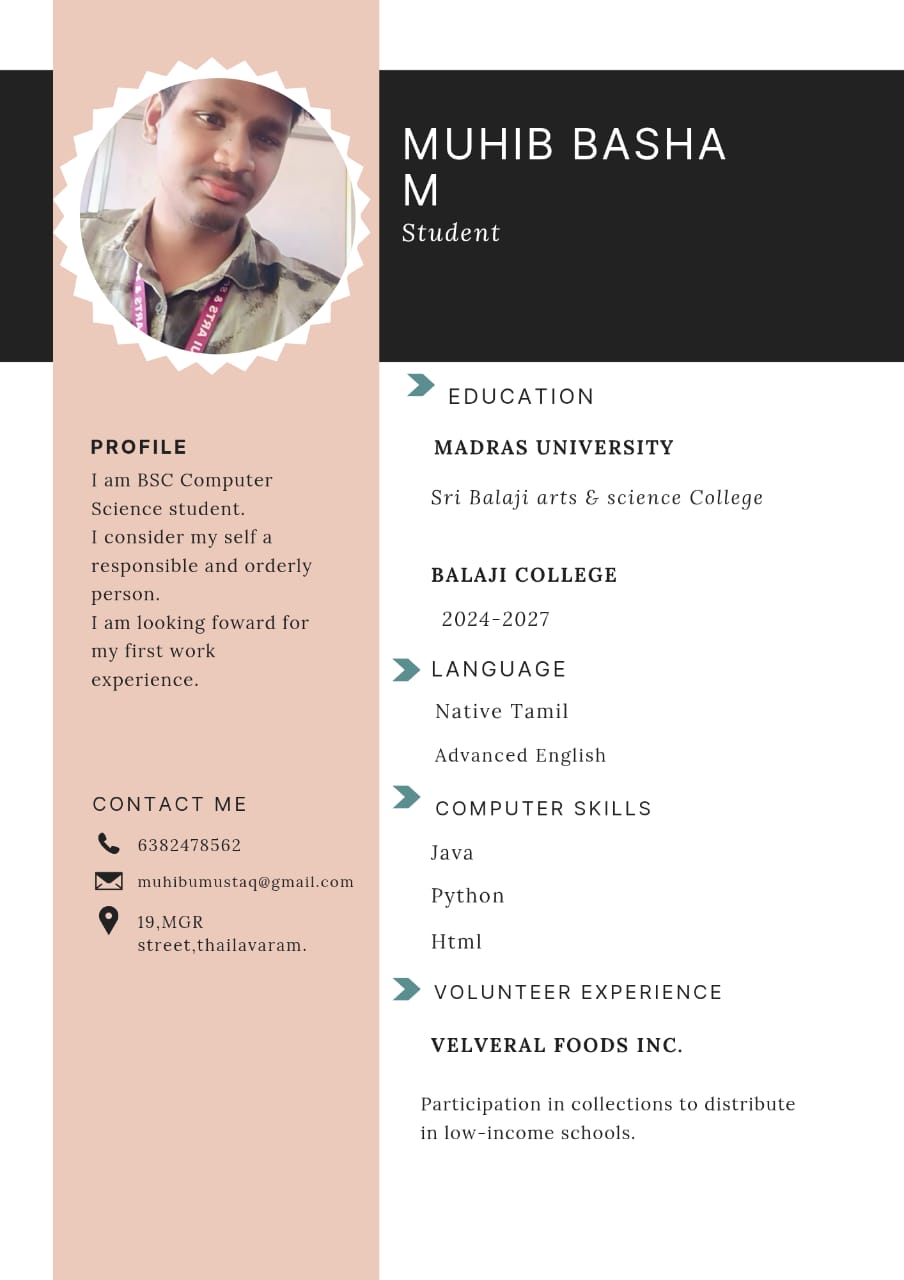 MUHIB BASHA
M
Student
PROFILE
I am BSC Computer
Science student.
I consider my self a
responsible and orderly
person.
I am looking foward for
my first work
experience.
CONTACT ME
6382478562
muhibumustaq@gmail.com
19,MGR
street,thailavaram.
EDUCATION
MADRAS UNIVERSITY
Sri Balaji arts & science College
BALAJI COLLEGE
2024-2027
LANGUAGE
Native Tamil
Advanced English
COMPUTER SKILLS
Java
Python
Html
VOLUNTEER EXPERIENCE
VELVERAL FOODS INC.
Participation in collections to distribute
in low-income schools.